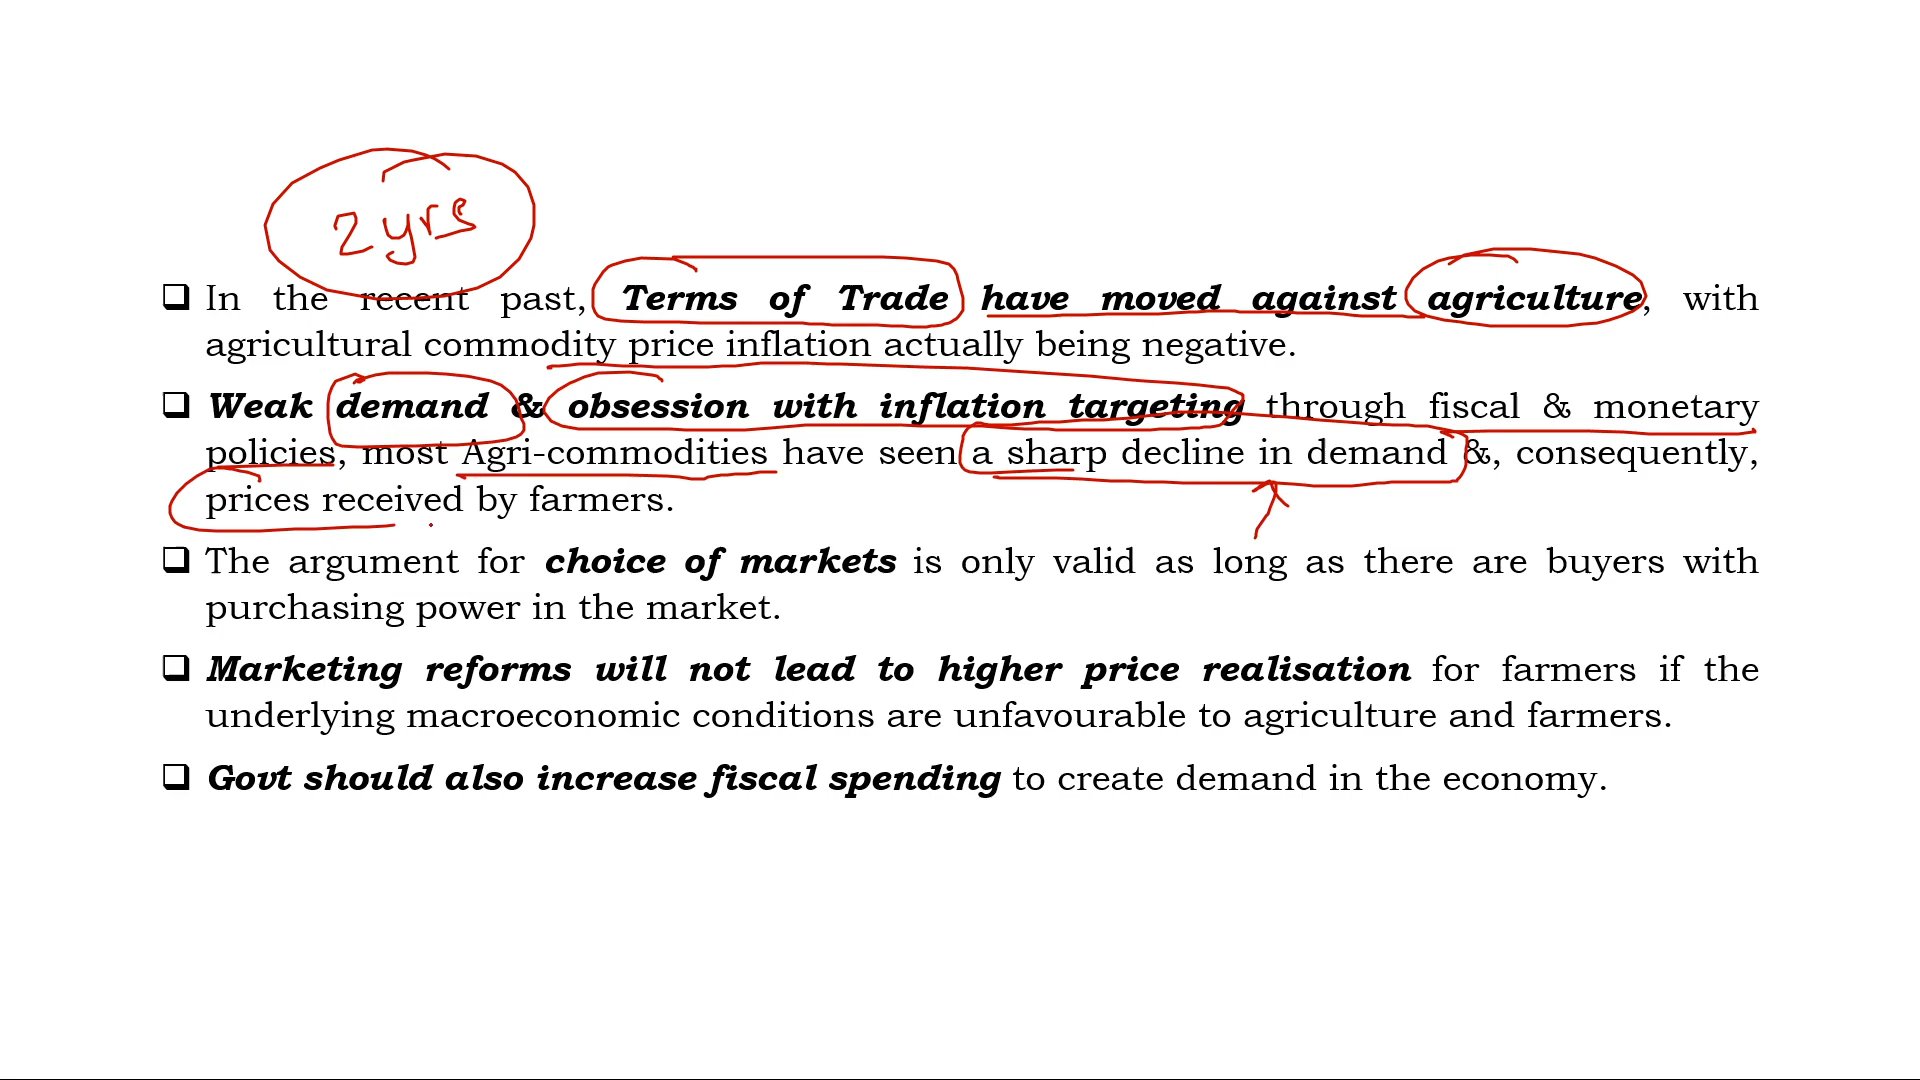 2 yrs
❑ In the recent past, Terms of Trade have moved against agriculture, with
agricultural commodity price inflation actually being negative.
❑ Weak demand & obsession with inflation targeting through fiscal & monetary
policies, most Agri-commodities have seen a sharp decline in demand &, consequently,
prices received by farmers.
❑ The argument for choice of markets is only valid as long as there are buyers with
purchasing power in the market.
❑ Marketing reforms will not lead to higher price realisation for farmers if the
underlying macroeconomic conditions are unfavourable to agriculture and farmers.
❑ Govt should also increase fiscal spending to create demand in the economy.